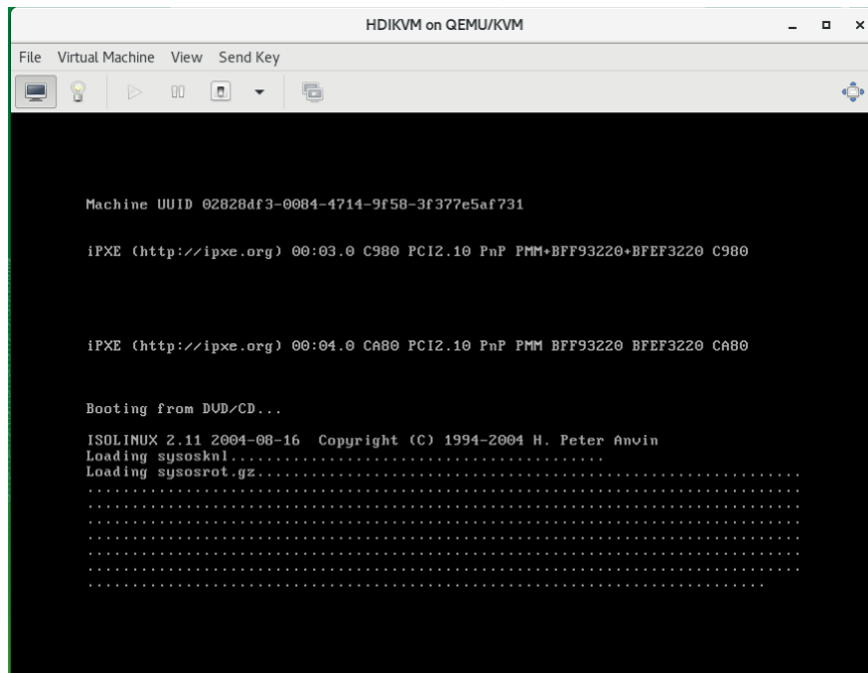 HDIKVM on QEMU/KVM
File Virtual Machine View Send Key
Machine UUID 02828df3-0084-4714-9f58-3f377e5af731
iPXE (http://ipxe.org) 00:03.0 C980 PCI2.10 PnP PMM+BFF93220+BFEF3220 C980
iPXE (http://ipxe.org) 00:04.0 CA80 PCI2.10 PnP PMM BFF93220 BFEF3220 CA80
Booting from DVD/CD...
ISOLINUX 2.11 2004-08-16  Copyright (C) 1994-2004 H. Peter Anvin
Loading sysosknl..........................................
Loading sysosrot.gz.............................................................
................................................................................
................................................................................
................................................................................
................................................................................
................................................................................
................................................................................
............................................................................